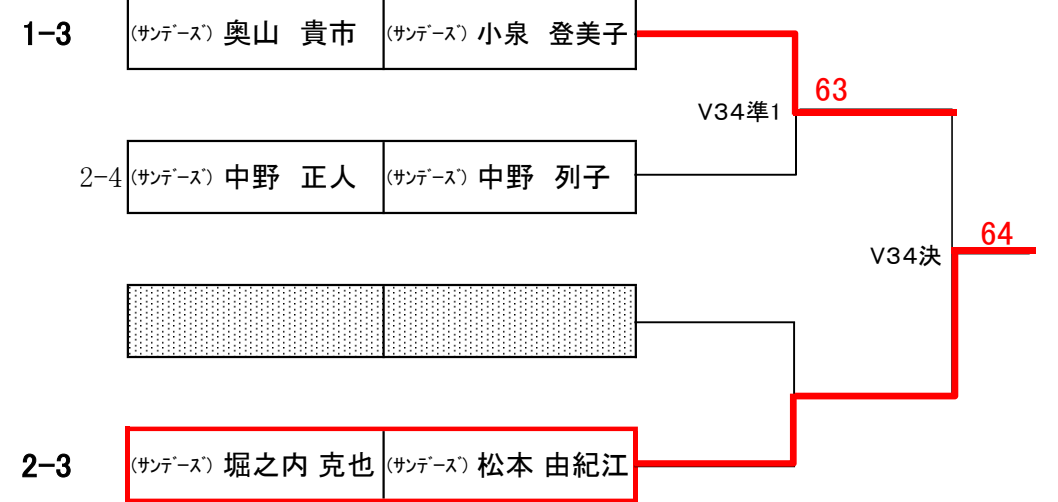 1-3 (ｻﾝﾃﾞｰｽﾞ) 奥山 貴市 (ｻﾝﾃﾞｰｽﾞ) 小泉 登美子
63
V34準1
2-4 (ｻﾝﾃﾞｰｽﾞ) 中野 正人 (ｻﾝﾃﾞｰｽﾞ) 中野 列子
64
V34決
2-3 (ｻﾝﾃﾞｰｽﾞ) 堀之内 克也 (ｻﾝﾃﾞｰｽﾞ) 松本 由紀江